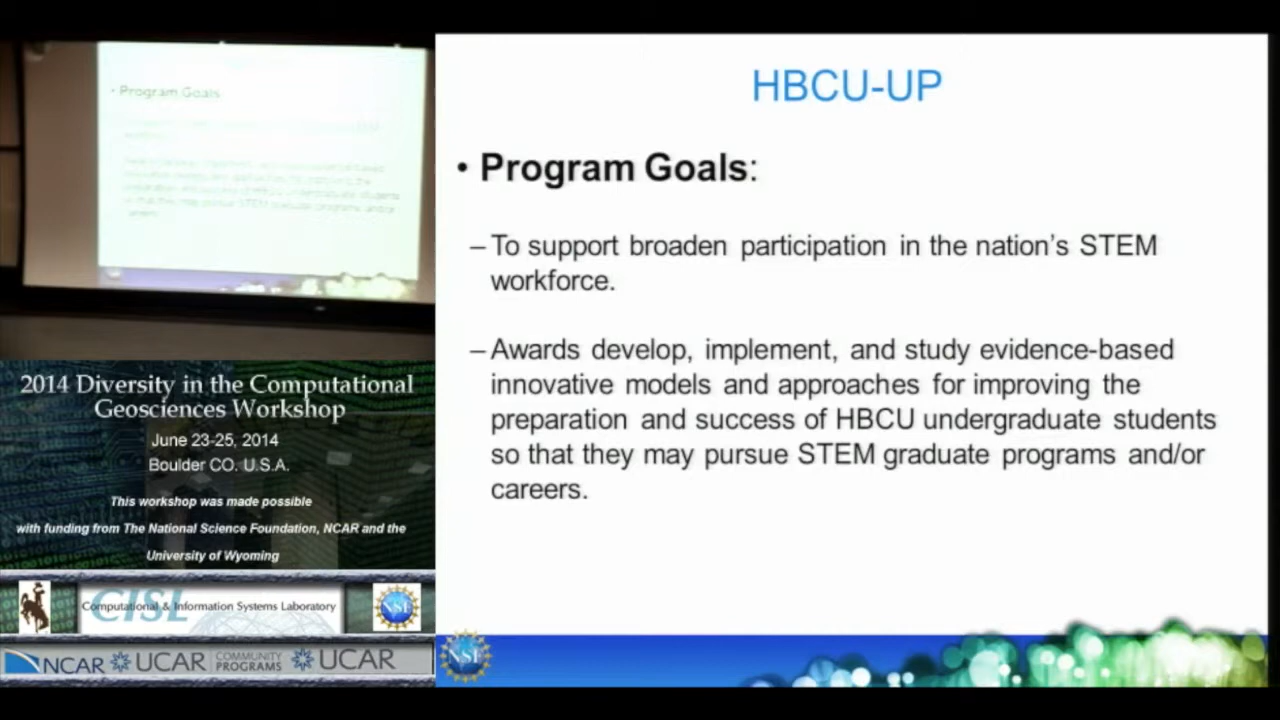 • Program Goals
HBCU-UP
• Program Goals:
– To support broaden participation in the nation’s STEM
workforce.
– Awards develop, implement, and study evidence-based
innovative models and approaches for improving the
preparation and success of HBCU undergraduate students
so that they may pursue STEM graduate programs and/or
careers.
2014 Diversity in the Computational
Geosciences Workshop
June 23-25, 2014
Boulder CO. U.S.A.
This workshop was made possible
with funding from The National Science Foundation, NCAR and the
University of Wyoming
CISL
Computational & Information Systems Laboratory
NSF
NCAR UCAR COMMUNITY PROGRAMS UCAR
NSF